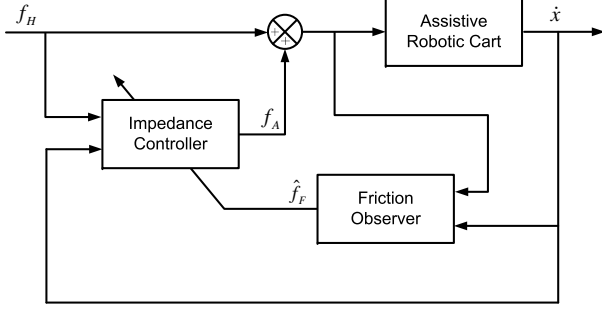 f_H
+
+
Assistive
Robotic Cart
ẋ
Impedance
Controller
f_A
f̂_F
Friction
Observer